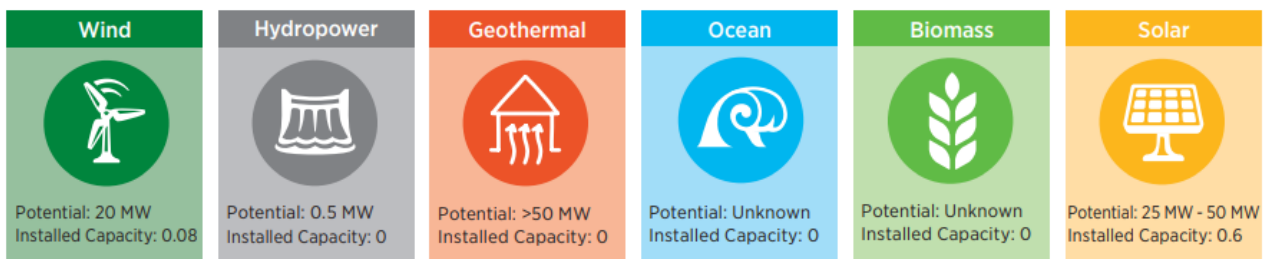 Wind
Potential: 20 MW
Installed Capacity: 0.08
Hydropower
Potential: 0.5 MW
Installed Capacity: 0
Geothermal
Potential: >50 MW
Installed Capacity: 0
Ocean
Potential: Unknown
Installed Capacity: 0
Biomass
Potential: Unknown
Installed Capacity: 0
Solar
Potential: 25 MW - 50 MW
Installed Capacity: 0.6